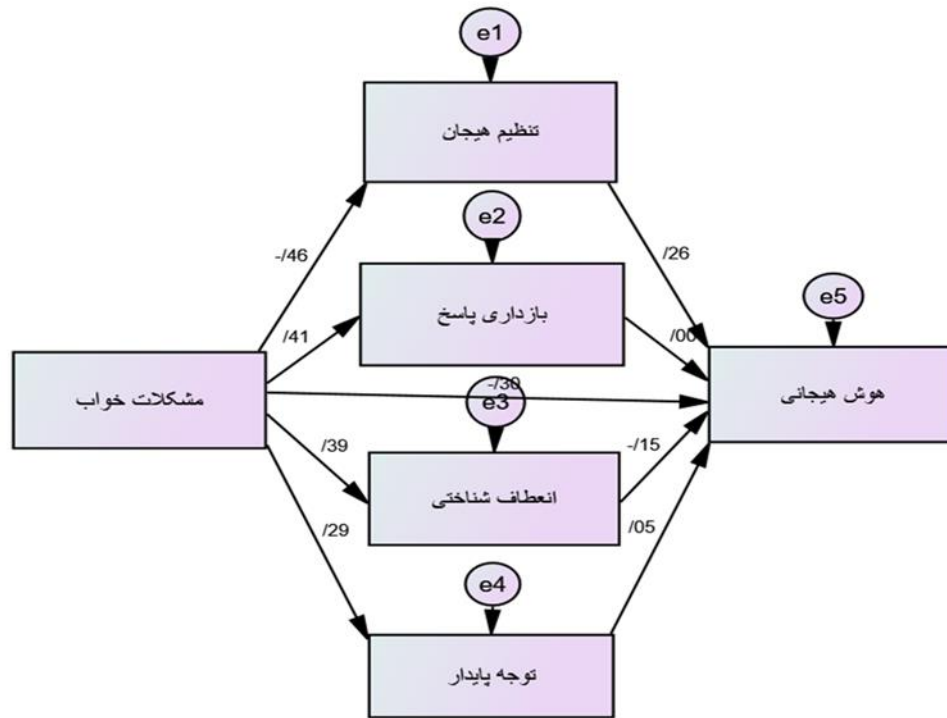 e1
تنظیم هیجان
-/46
/26
e2
بازداری پاسخ
/41
/00
e5
هوش هیجانی
مشکلات خواب
-/30
e3
/39
-/15
انعطاف شناختی
/29
/05
e4
توجه پایدار